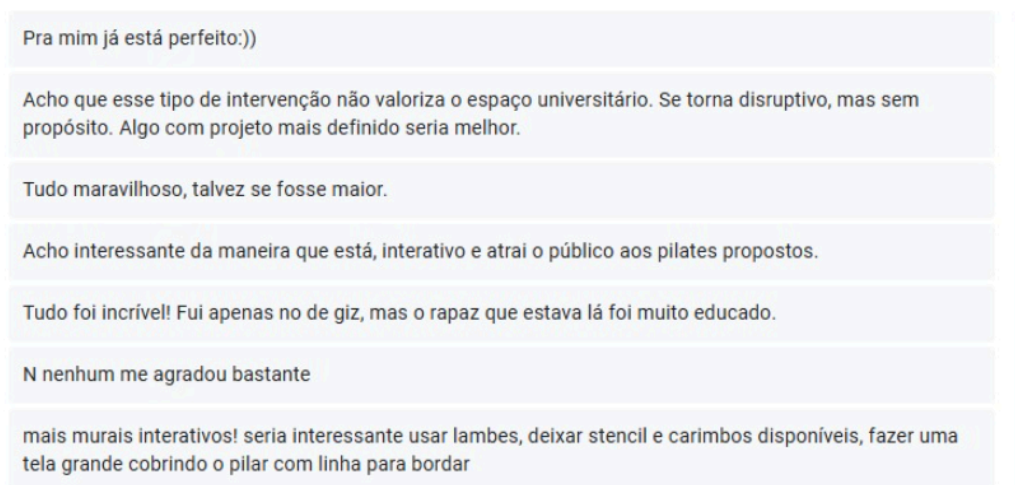 Pra mim já está perfeito:))
Acho que esse tipo de intervenção não valoriza o espaço universitário. Se torna disruptivo, mas sem
propósito. Algo com projeto mais definido seria melhor.
Tudo maravilhoso, talvez se fosse maior.
Acho interessante da maneira que está, interativo e atrai o público aos pilates propostos.
Tudo foi incrível! Fui apenas no de giz, mas o rapaz que estava lá foi muito educado.
N nenhum me agradou bastante
mais murais interativos! seria interessante usar lambes, deixar stencil e carimbos disponíveis, fazer uma
tela grande cobrindo o pilar com linha para bordar